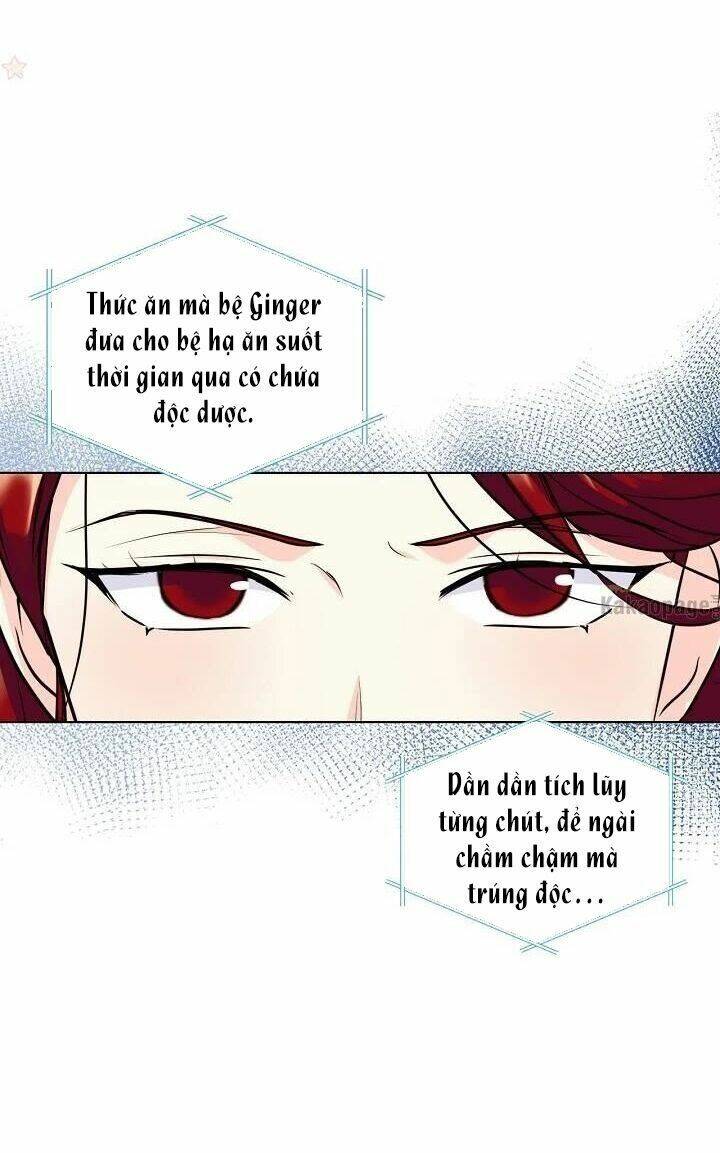 Thức ăn mà bệ Ginger
đưa cho bệ hạ ăn suốt
thời gian qua có chứa
độc dược.
Kakaopage
Dần dần tích lũy
từng chút, để ngài
chầm chậm mà
trúng độc...